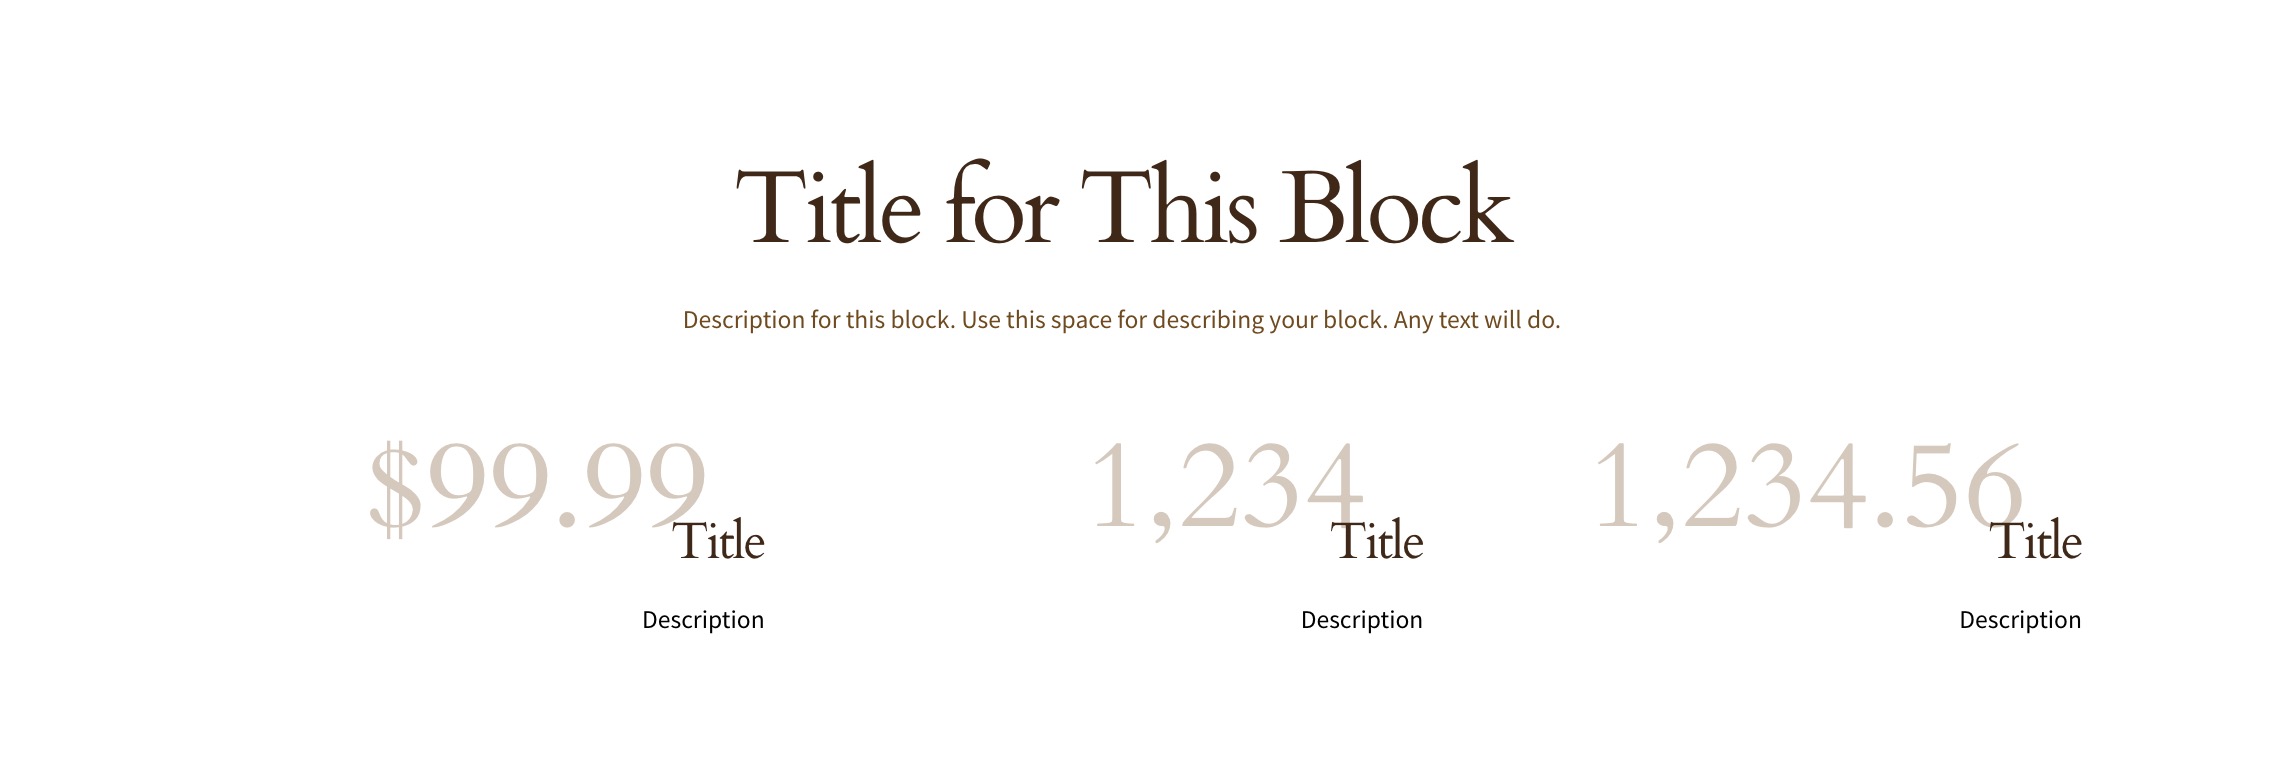 Title for This Block
Description for this block. Use this space for describing your block. Any text will do.
$99.99
Title
Description
1,234
Title
Description
1,234.56
Title
Description